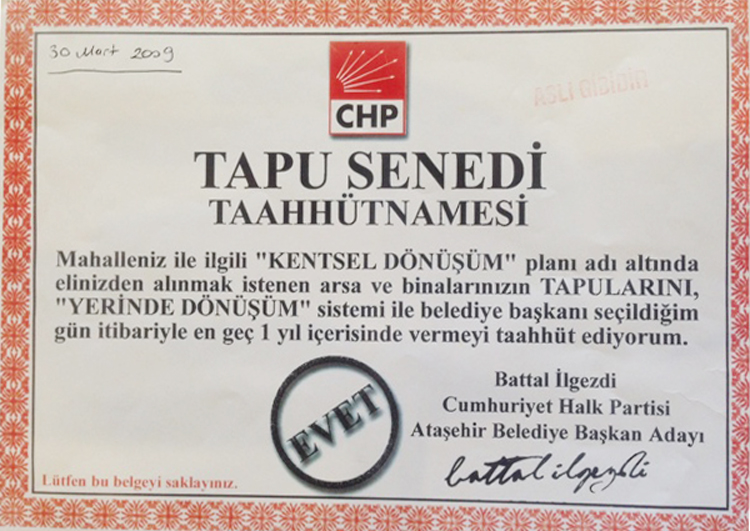 30 Mart 2009
ASLI GİBİDİR
CHP
TAPU SENEDİ
TAAHHÜTNAMESİ
Mahalleniz ile ilgili "KENTSEL DÖNÜŞÜM" planı adı altında
elinizden alınmak istenen arsa ve binalarınızın TAPULARINI,
"YERİNDE DÖNÜŞÜM" sistemi ile belediye başkanı seçildiğim
gün itibariyle en geç 1 yıl içerisinde vermeyi taahhüt ediyorum.
EVET
Battal İlgezdi
Cumhuriyet Halk Partisi
Ataşehir Belediye Başkan Adayı
battal ilgezdi
Lütfen bu belgeyi saklayınız.